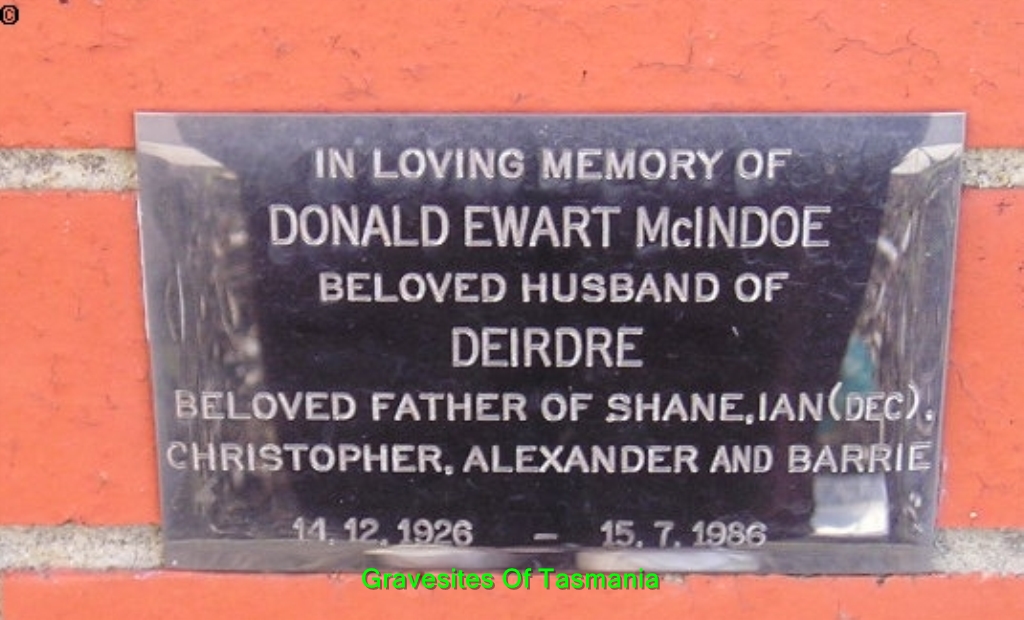 ©
IN LOVING MEMORY OF
DONALD EWART McINDOE
BELOVED HUSBAND OF
DEIRDRE
BELOVED FATHER OF SHANE, IAN (DEC),
CHRISTOPHER, ALEXANDER AND BARRIE
14. 12. 1926 – 15. 7. 1986
Gravesites Of Tasmania